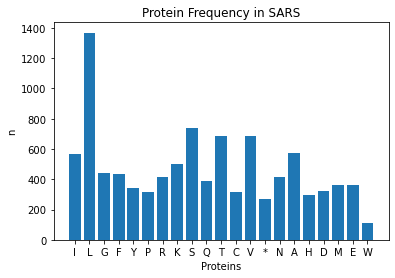 Protein Frequency in SARS
1400
1200
1000
800
600
400
200
0
n
I L G F Y P R K S Q T C V * N A H D M E W
Proteins